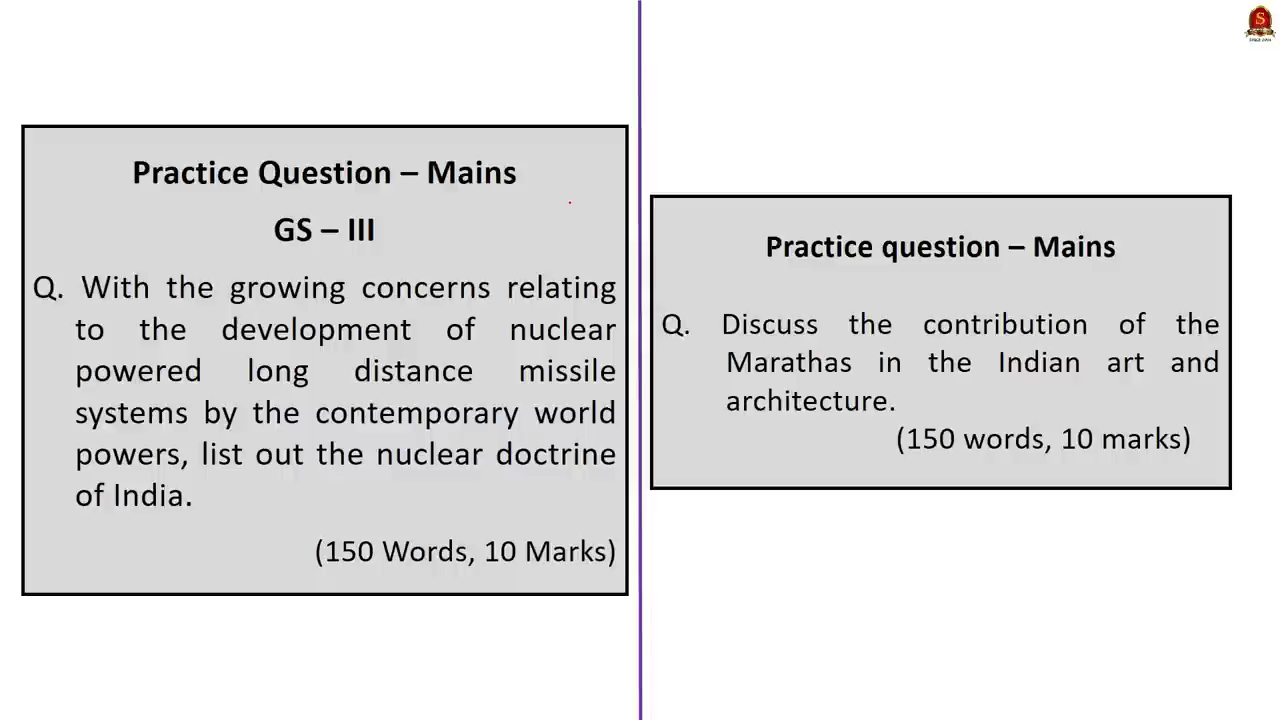 Practice Question – Mains
GS – III
Q. With the growing concerns relating
to the development of nuclear
powered long distance missile
systems by the contemporary world
powers, list out the nuclear doctrine
of India.
(150 Words, 10 Marks)
Practice question – Mains
Q. Discuss the contribution of the
Marathas in the Indian art and
architecture.
(150 words, 10 marks)
S